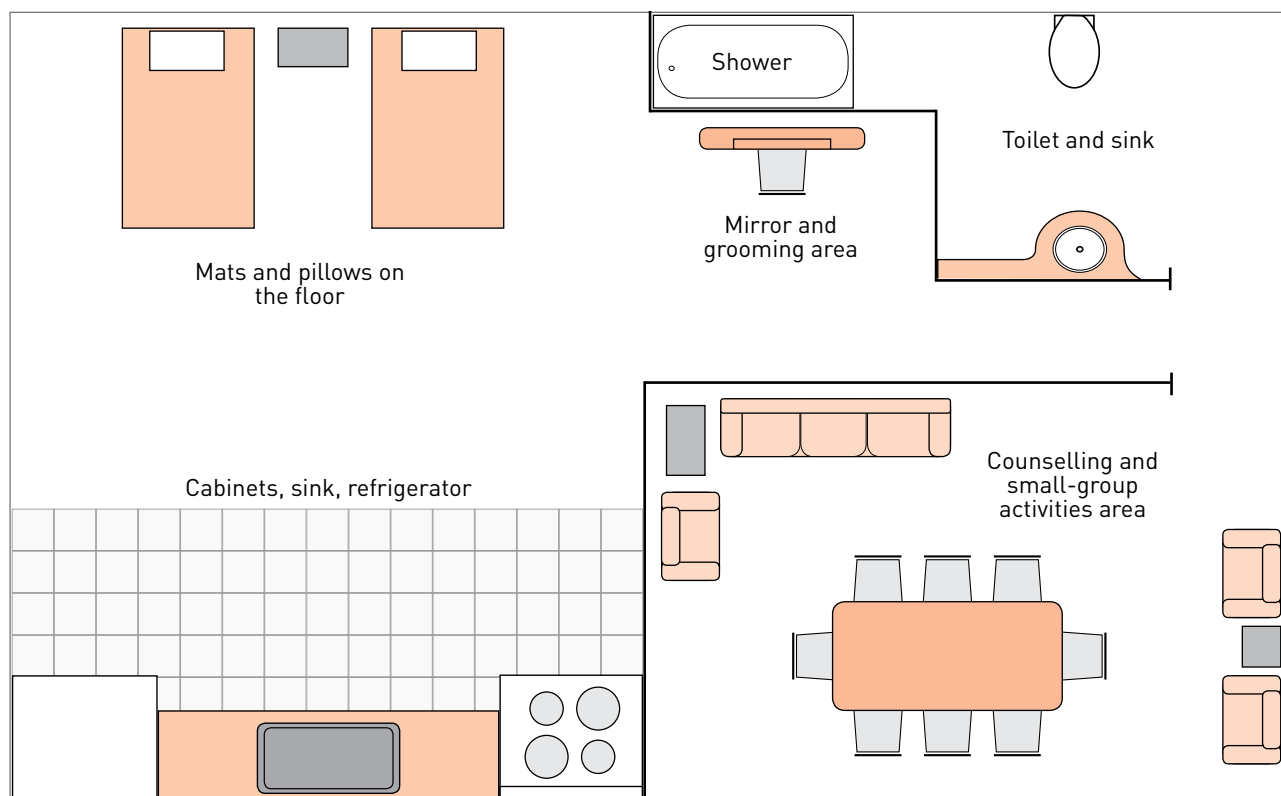 Shower
Toilet and sink
Mirror and
grooming area
Mats and pillows on
the floor
Cabinets, sink, refrigerator
Counselling and
small-group
activities area